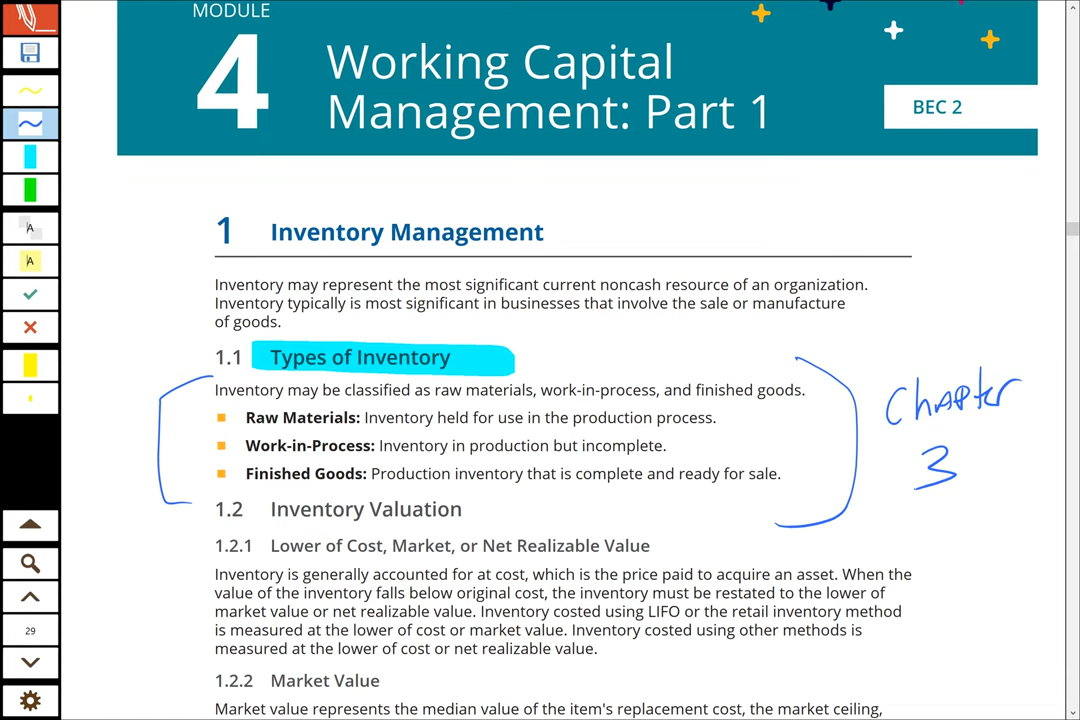 MODULE
4
Working Capital
Management: Part 1
BEC 2
1 Inventory Management
Inventory may represent the most significant current noncash resource of an organization.
Inventory typically is most significant in businesses that involve the sale or manufacture
of goods.
1.1 Types of Inventory
Inventory may be classified as raw materials, work-in-process, and finished goods.
Raw Materials: Inventory held for use in the production process.
Work-in-Process: Inventory in production but incomplete.
Finished Goods: Production inventory that is complete and ready for sale.
Chapter
3
1.2 Inventory Valuation
1.2.1 Lower of Cost, Market, or Net Realizable Value
Inventory is generally accounted for at cost, which is the price paid to acquire an asset. When the
value of the inventory falls below original cost, the inventory must be restated to the lower of
market value or net realizable value. Inventory costed using LIFO or the retail inventory method
is measured at the lower of cost or market value. Inventory costed using other methods is
measured at the lower of cost or net realizable value.
1.2.2 Market Value
Market value represents the median value of the item's replacement cost, the market ceiling,
A
A
29